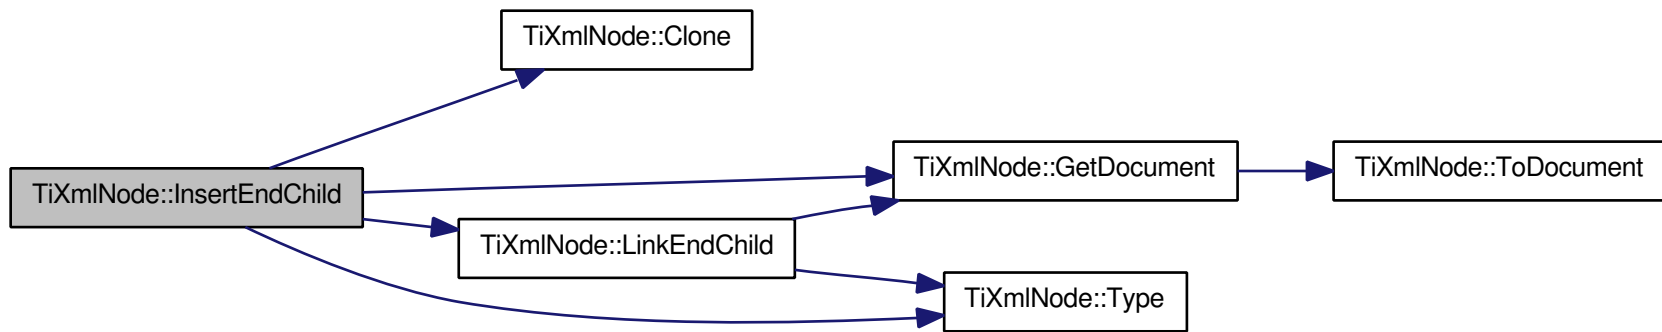 TiXmlNode::Clone
TiXmlNode::InsertEndChild
TiXmlNode::GetDocument
TiXmlNode::ToDocument
TiXmlNode::LinkEndChild
TiXmlNode::Type